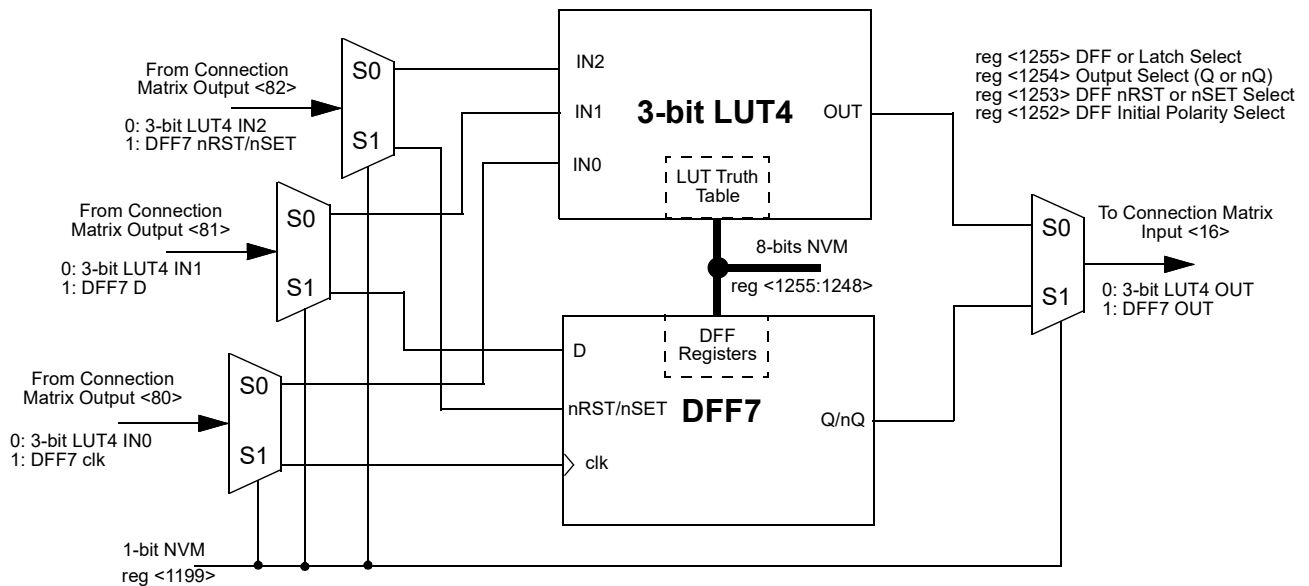 From Connection
Matrix Output <82>
0: 3-bit LUT4 IN2
1: DFF7 nRST/nSET
S0
S1
From Connection
Matrix Output <81>
0: 3-bit LUT4 IN1
1: DFF7 D
S0
S1
From Connection
Matrix Output <80>
0: 3-bit LUT4 IN0
1: DFF7 clk
S0
S1
1-bit NVM
reg <1199>
IN2
IN1
IN0
3-bit LUT4
OUT
LUT Truth
Table
8-bits NVM
reg <1255:1248>
DFF
Registers
D
nRST/nSET
clk
DFF7
Q/nQ
reg <1255> DFF or Latch Select
reg <1254> Output Select (Q or nQ)
reg <1253> DFF nRST or nSET Select
reg <1252> DFF Initial Polarity Select
S0
S1
To Connection Matrix
Input <16>
0: 3-bit LUT4 OUT
1: DFF7 OUT